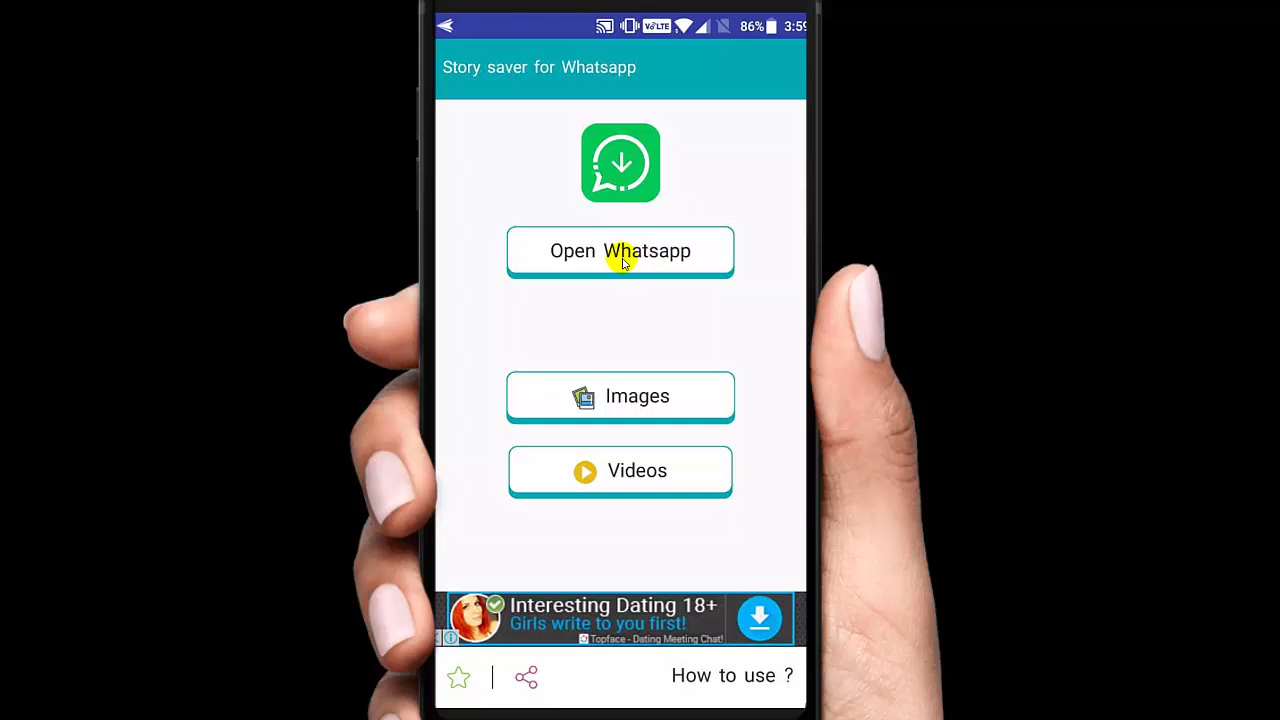 VoLTE 86% 3:59
Story saver for Whatsapp
Open Whatsapp
Images
Videos
Interesting Dating 18+
Girls write to you first!
Topface - Dating Meeting Chat!
How to use ?